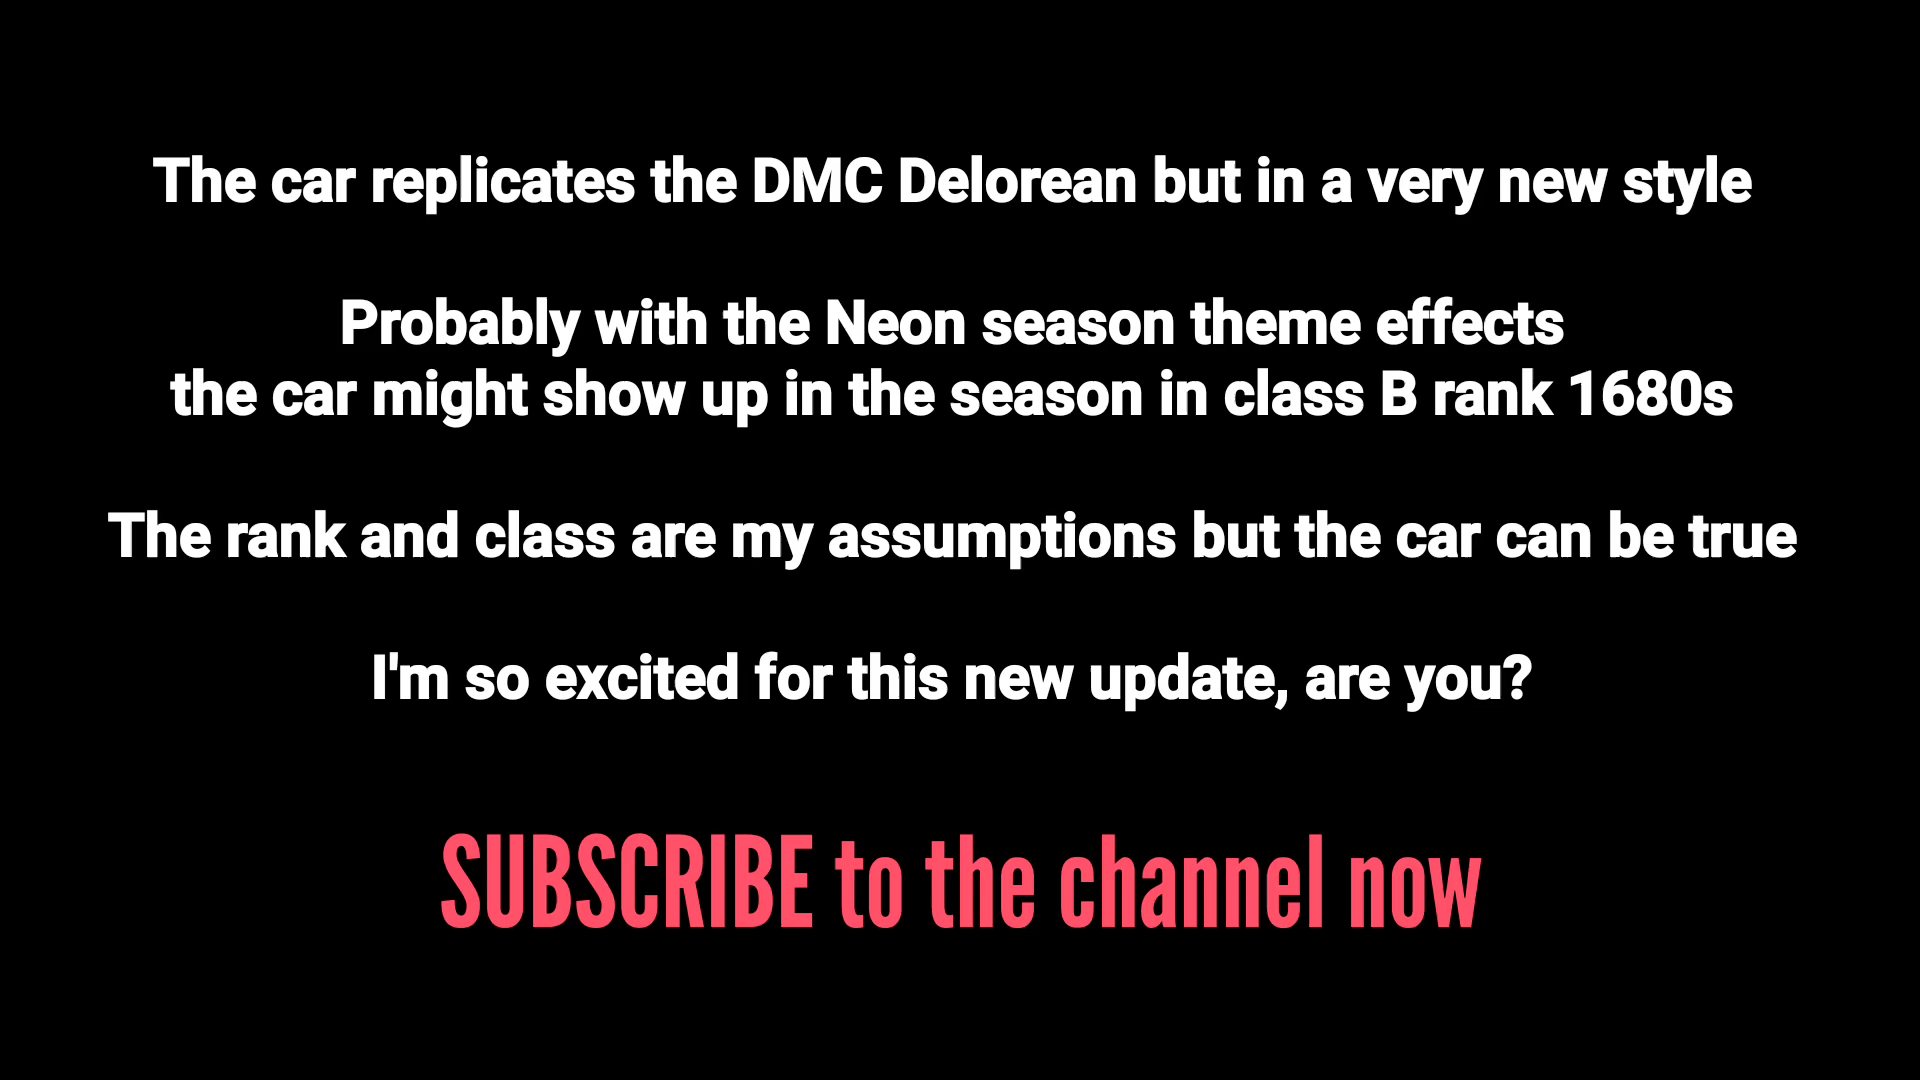 The car replicates the DMC Delorean but in a very new style
Probably with the Neon season theme effects
the car might show up in the season in class B rank 1680s
The rank and class are my assumptions but the car can be true
I'm so excited for this new update, are you?
SUBSCRIBE to the channel now